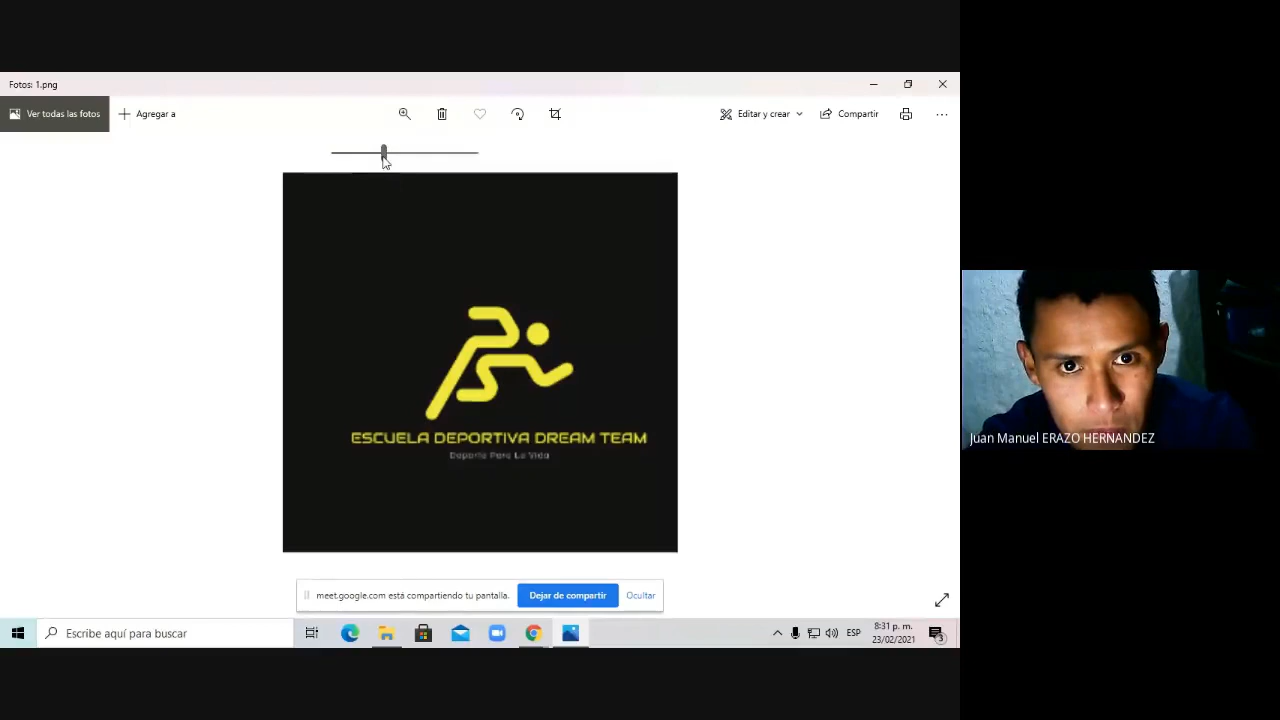 Fotos: 1.png
Ver todas las fotos
Agregar a
Editar y crear
Compartir
ESCUELA DEPORTIVA DREAM TEAM
Deporte Para La Vida
Juan Manuel ERAZO HERNANDEZ
meet.google.com está compartiendo tu pantalla.
Dejar de compartir
Ocultar
Escribe aquí para buscar
ESP
8:31 p. m.
23/02/2021
3